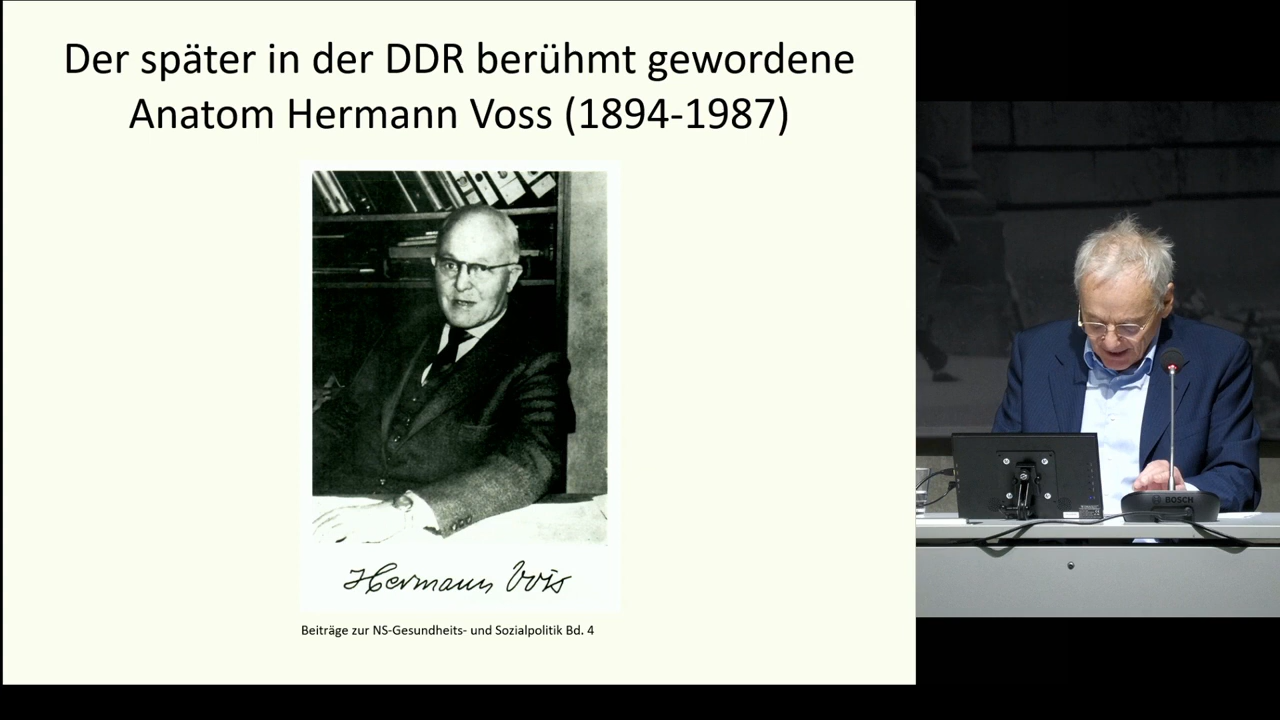 Der später in der DDR berühmt gewordene
Anatom Hermann Voss (1894-1987)
Hermann Voss
Beiträge zur NS-Gesundheits- und Sozialpolitik Bd. 4
BOSCH